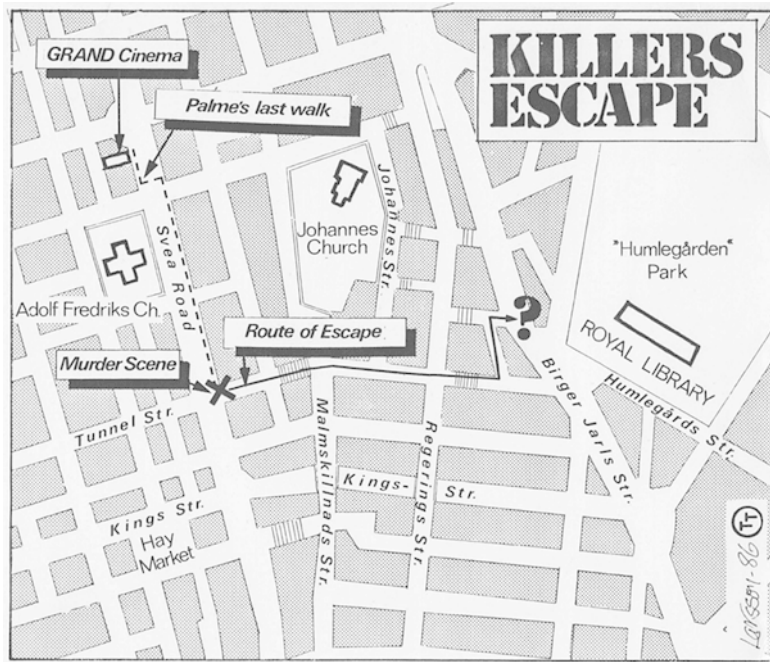 KILLERS
ESCAPE
GRAND Cinema
Palme's last walk
Johannes Str.
Johannes
Church
"Humlegården"
Park
Svea Road
Adolf Fredriks Ch.
Route of Escape
?
ROYAL LIBRARY
Murder Scene
Birger Jarls Str.
Humlegårds Str.
Tunnel Str.
Malmskillnads Str.
Regerings Str.
Kings- Str.
Kings Str.
Hay
Market
TT
Larsson-86